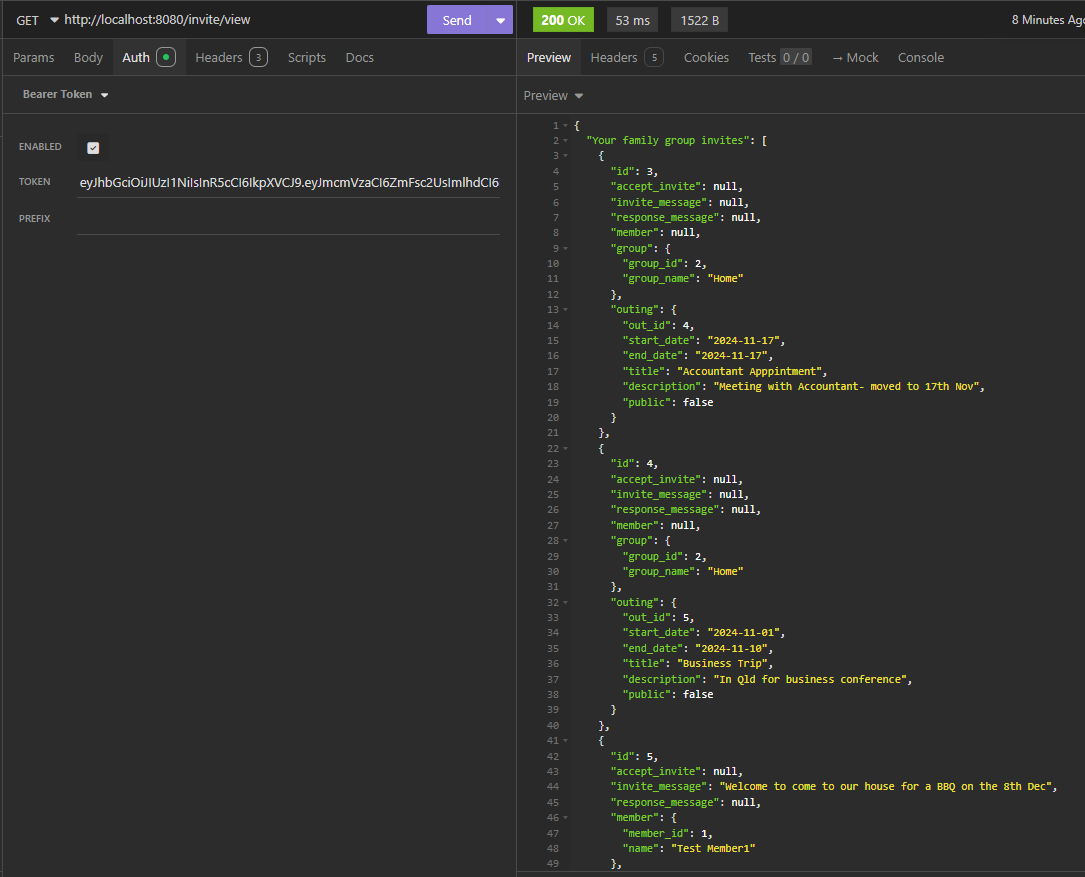 GET http://localhost:8080/invite/view Send 200 OK 53 ms 1522 B 8 Minutes Ago
Params Body Auth Headers 3 Scripts Docs Preview Headers 5 Cookies Tests 0 / 0 → Mock Console
Bearer Token
Preview
ENABLED
TOKEN eyJhbGciOiJIUzI1NiIsInR5cCI6IkpXVCJ9.eyJmcmVzaCI6ZmFsc2UsImlhdCI6
PREFIX
1 {
2 "Your family group invites": [
3 {
4 "id": 3,
5 "accept_invite": null,
6 "invite_message": null,
7 "response_message": null,
8 "member": null,
9 "group": {
10 "group_id": 2,
11 "group_name": "Home"
12 },
13 "outing": {
14 "out_id": 4,
15 "start_date": "2024-11-17",
16 "end_date": "2024-11-17",
17 "title": "Accountant Apppintment",
18 "description": "Meeting with Accountant- moved to 17th Nov",
19 "public": false
20 }
21 },
22 {
23 "id": 4,
24 "accept_invite": null,
25 "invite_message": null,
26 "response_message": null,
27 "member": null,
28 "group": {
29 "group_id": 2,
30 "group_name": "Home"
31 },
32 "outing": {
33 "out_id": 5,
34 "start_date": "2024-11-01",
35 "end_date": "2024-11-10",
36 "title": "Business Trip",
37 "description": "In Qld for business conference",
38 "public": false
39 }
40 },
41 {
42 "id": 5,
43 "accept_invite": null,
44 "invite_message": "Welcome to come to our house for a BBQ on the 8th Dec",
45 "response_message": null,
46 "member": {
47 "member_id": 1,
48 "name": "Test Member1"
49 },